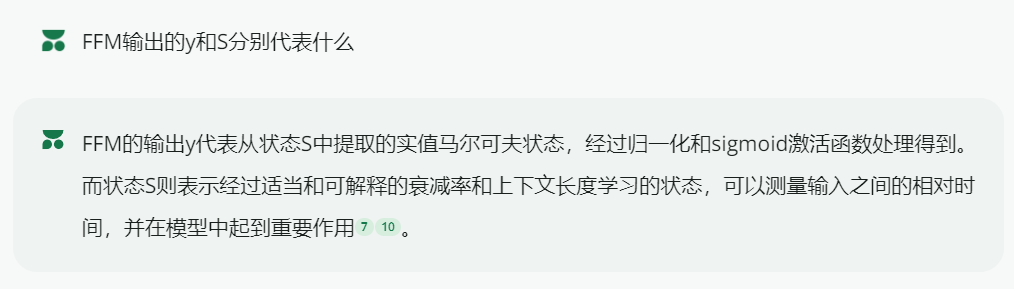 FFM输出的y和S分别代表什么
FFM的输出y代表从状态S中提取的实值马尔可夫状态，经过归一化和sigmoid激活函数处理得到。
而状态S则表示经过适当和可解释的衰减率和上下文长度学习的状态，可以测量输入之间的相对时
间，并在模型中起到重要作用 7 10 。